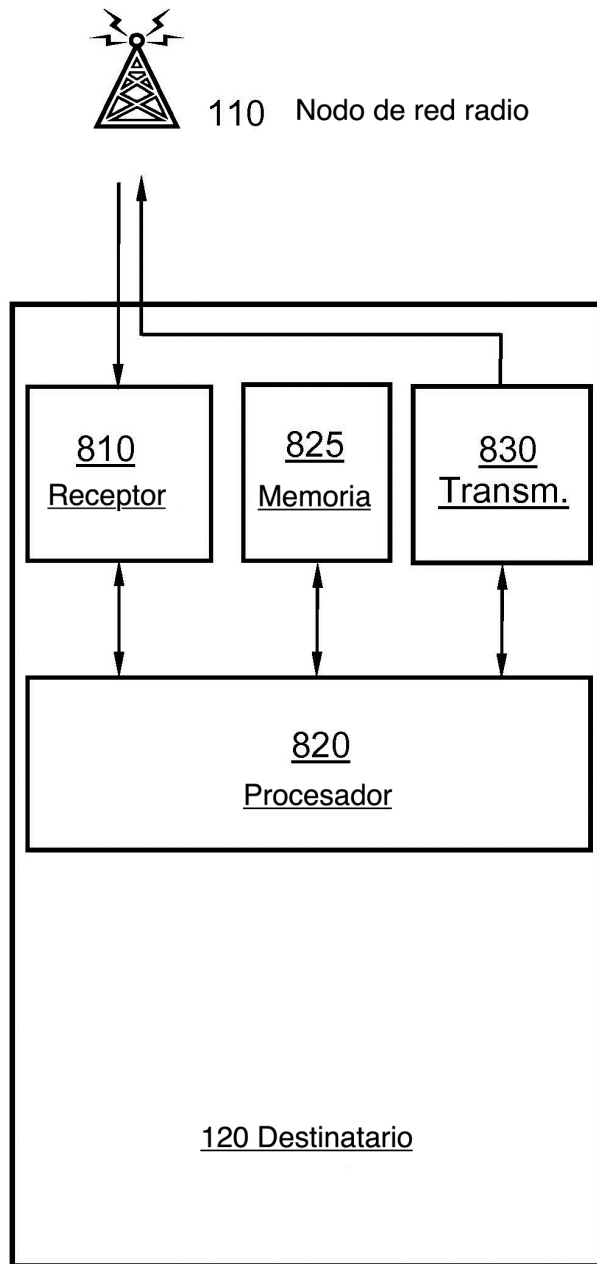 110 Nodo de red radio
810
Receptor
825
Memoria
830
Transm.
820
Procesador
120 Destinatario